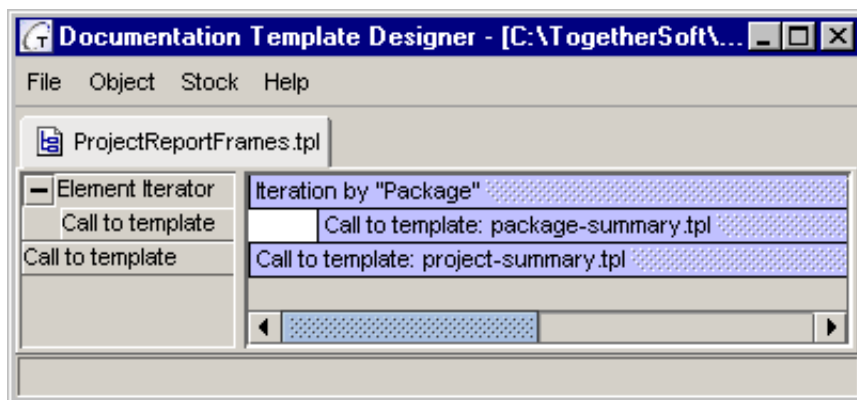 Documentation Template Designer - [C:\TogetherSoft\...
File Object Stock Help
ProjectReportFrames.tpl
Element Iterator Iteration by "Package"
Call to template Call to template: package-summary.tpl
Call to template Call to template: project-summary.tpl